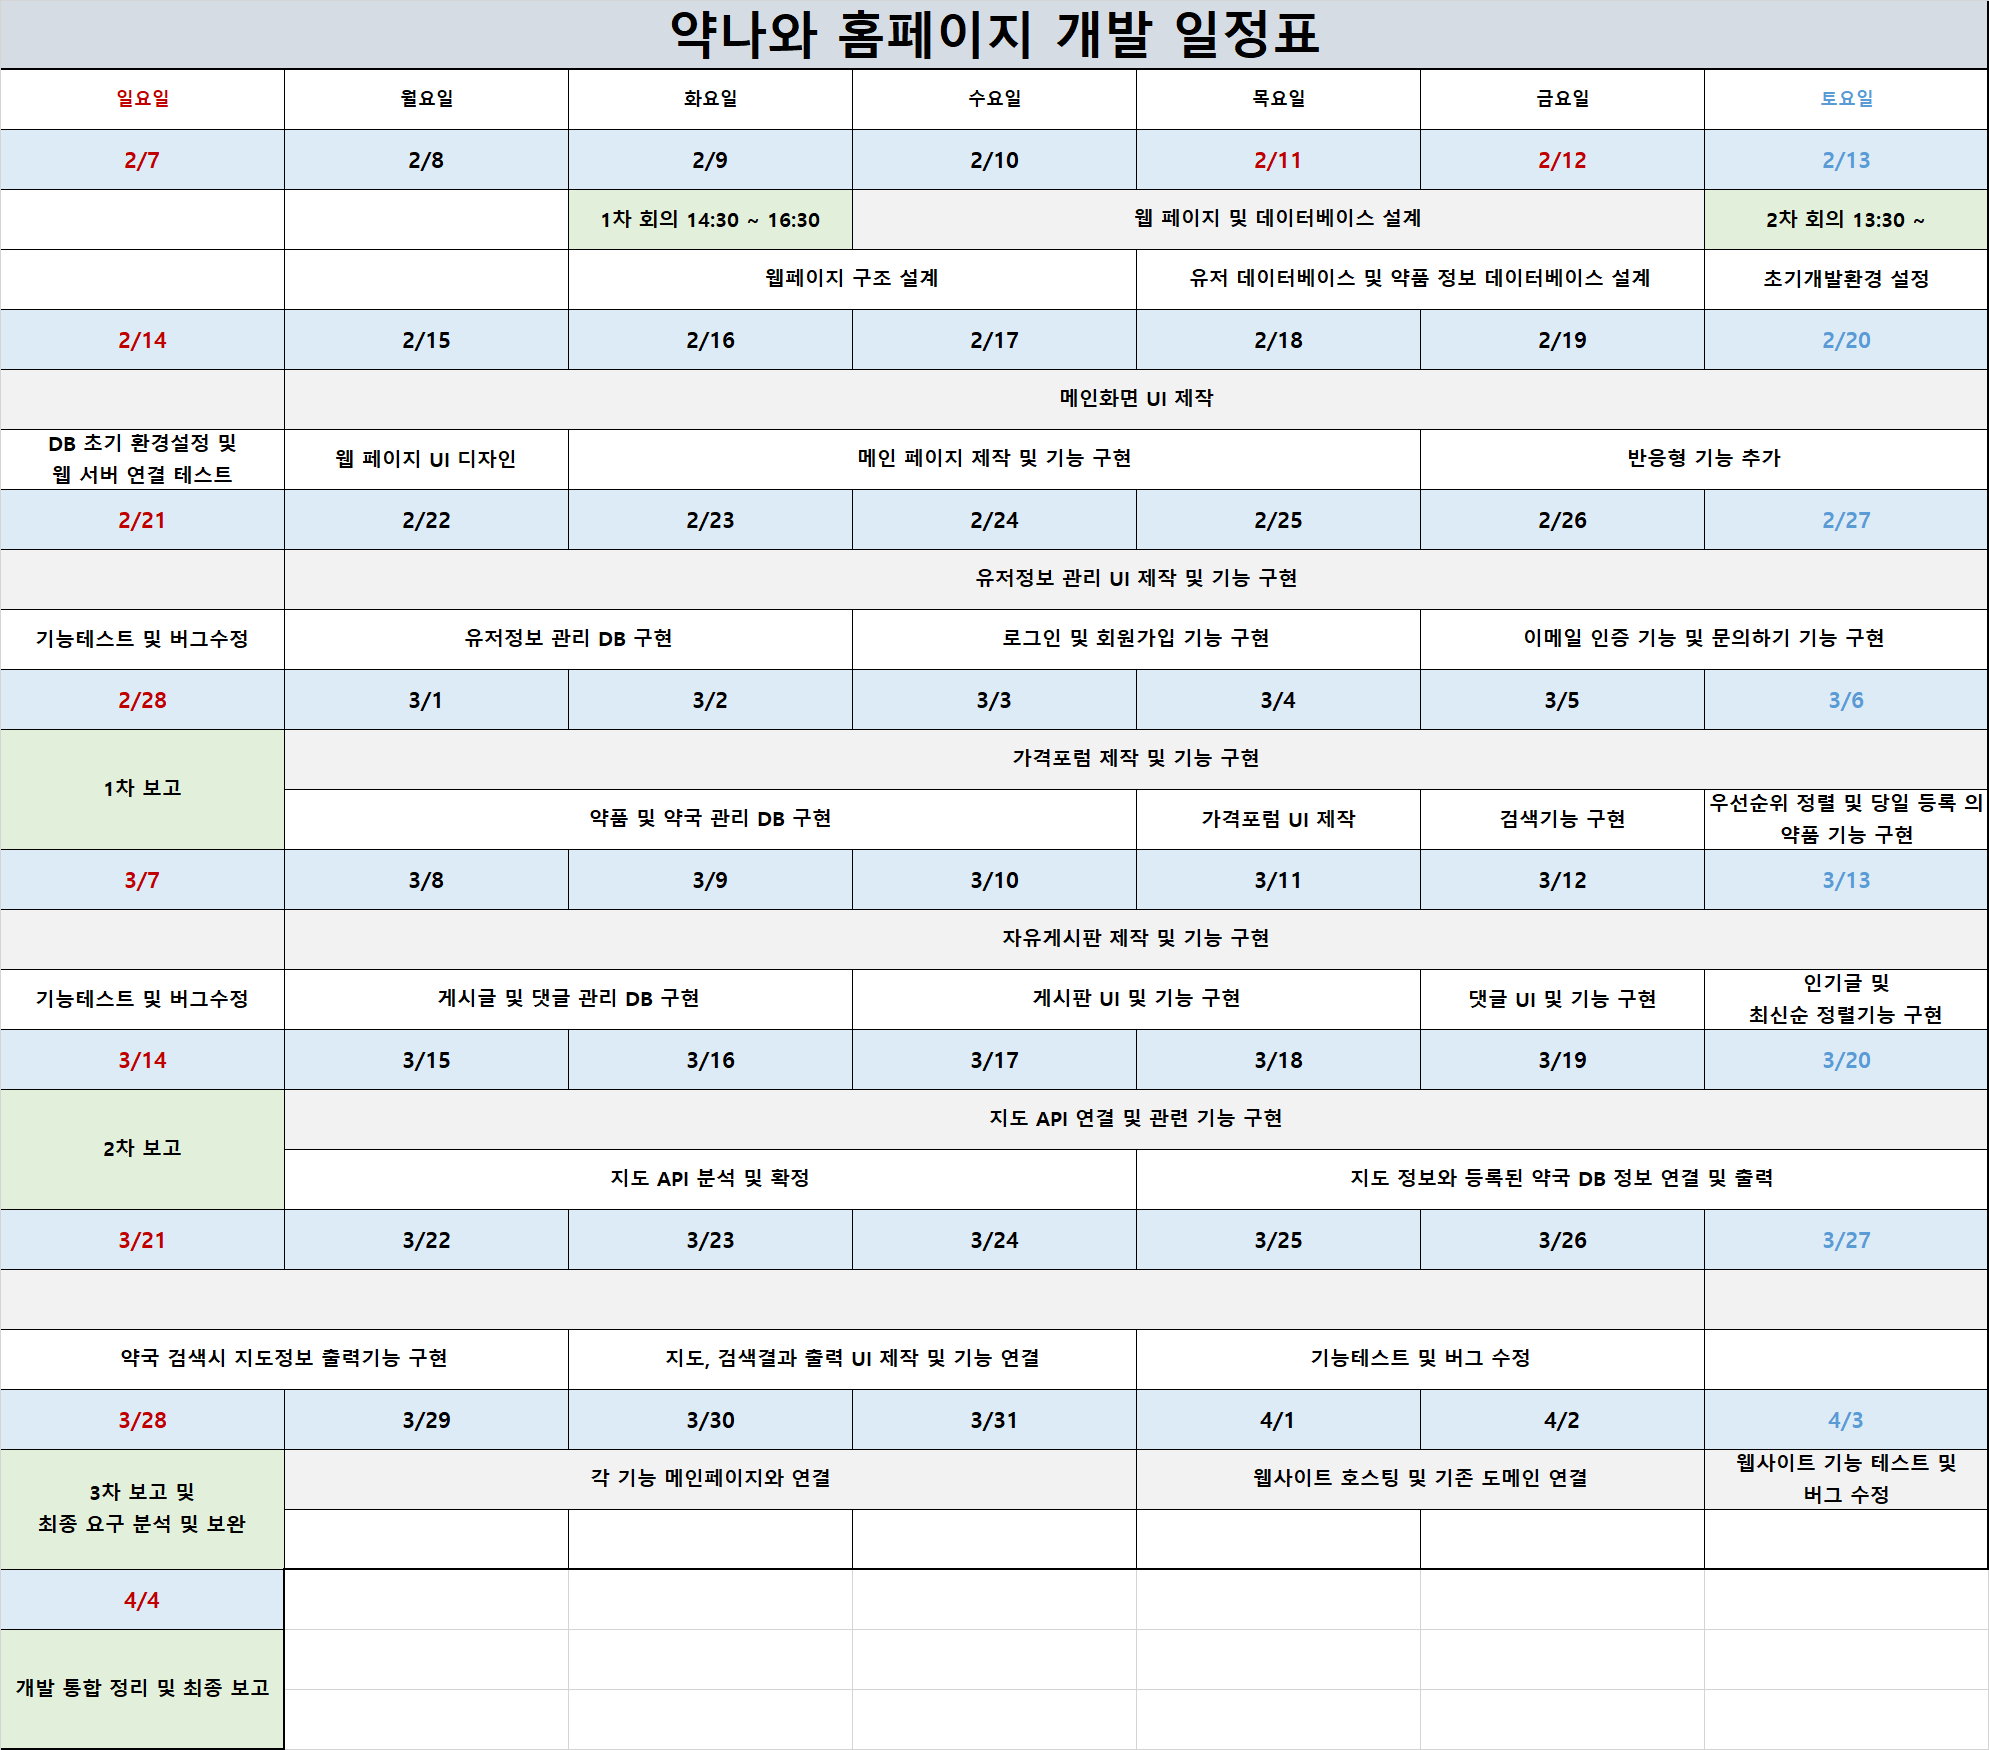 약나와 홈페이지 개발 일정표
일요일 월요일 화요일 수요일 목요일 금요일 토요일
2/7 2/8 2/9 2/10 2/11 2/12 2/13
1차 회의 14:30 ~ 16:30 웹 페이지 및 데이터베이스 설계 2차 회의 13:30 ~
웹페이지 구조 설계 유저 데이터베이스 및 약품 정보 데이터베이스 설계 초기개발환경 설정
2/14 2/15 2/16 2/17 2/18 2/19 2/20
메인화면 UI 제작
DB 초기 환경설정 및
웹 서버 연결 테스트
웹 페이지 UI 디자인 메인 페이지 제작 및 기능 구현 반응형 기능 추가
2/21 2/22 2/23 2/24 2/25 2/26 2/27
유저정보 관리 UI 제작 및 기능 구현
기능테스트 및 버그수정 유저정보 관리 DB 구현 로그인 및 회원가입 기능 구현 이메일 인증 기능 및 문의하기 기능 구현
2/28 3/1 3/2 3/3 3/4 3/5 3/6
1차 보고
가격포럼 제작 및 기능 구현
약품 및 약국 관리 DB 구현 가격포럼 UI 제작 검색기능 구현
우선순위 정렬 및 당일 등록 의
약품 기능 구현
3/7 3/8 3/9 3/10 3/11 3/12 3/13
자유게시판 제작 및 기능 구현
기능테스트 및 버그수정 게시글 및 댓글 관리 DB 구현 게시판 UI 및 기능 구현 댓글 UI 및 기능 구현
인기글 및
최신순 정렬기능 구현
3/14 3/15 3/16 3/17 3/18 3/19 3/20
2차 보고
지도 API 연결 및 관련 기능 구현
지도 API 분석 및 확정 지도 정보와 등록된 약국 DB 정보 연결 및 출력
3/21 3/22 3/23 3/24 3/25 3/26 3/27
약국 검색시 지도정보 출력기능 구현 지도, 검색결과 출력 UI 제작 및 기능 연결 기능테스트 및 버그 수정
3/28 3/29 3/30 3/31 4/1 4/2 4/3
3차 보고 및
최종 요구 분석 및 보완
각 기능 메인페이지와 연결 웹사이트 호스팅 및 기존 도메인 연결
웹사이트 기능 테스트 및
버그 수정
4/4
개발 통합 정리 및 최종 보고